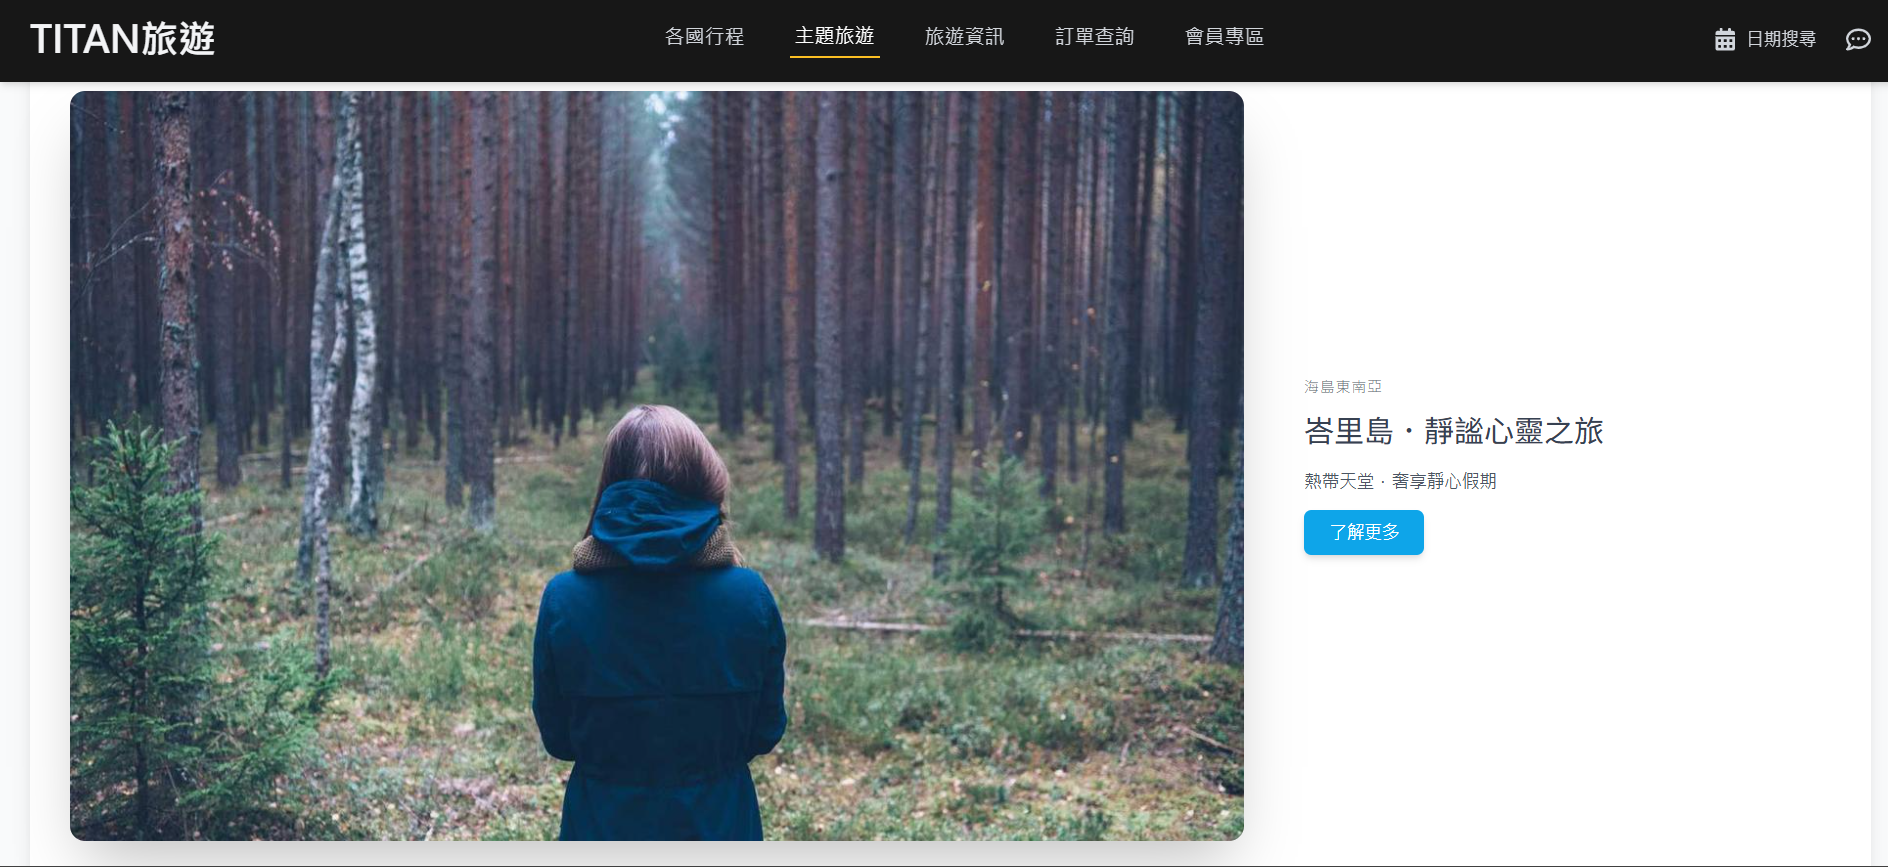 TITAN旅遊
各國行程
主題旅遊
旅遊資訊
訂單查詢
會員專區
日期搜尋
海島東南亞
峇里島・靜謐心靈之旅
熱帶天堂・奢享靜心假期
了解更多